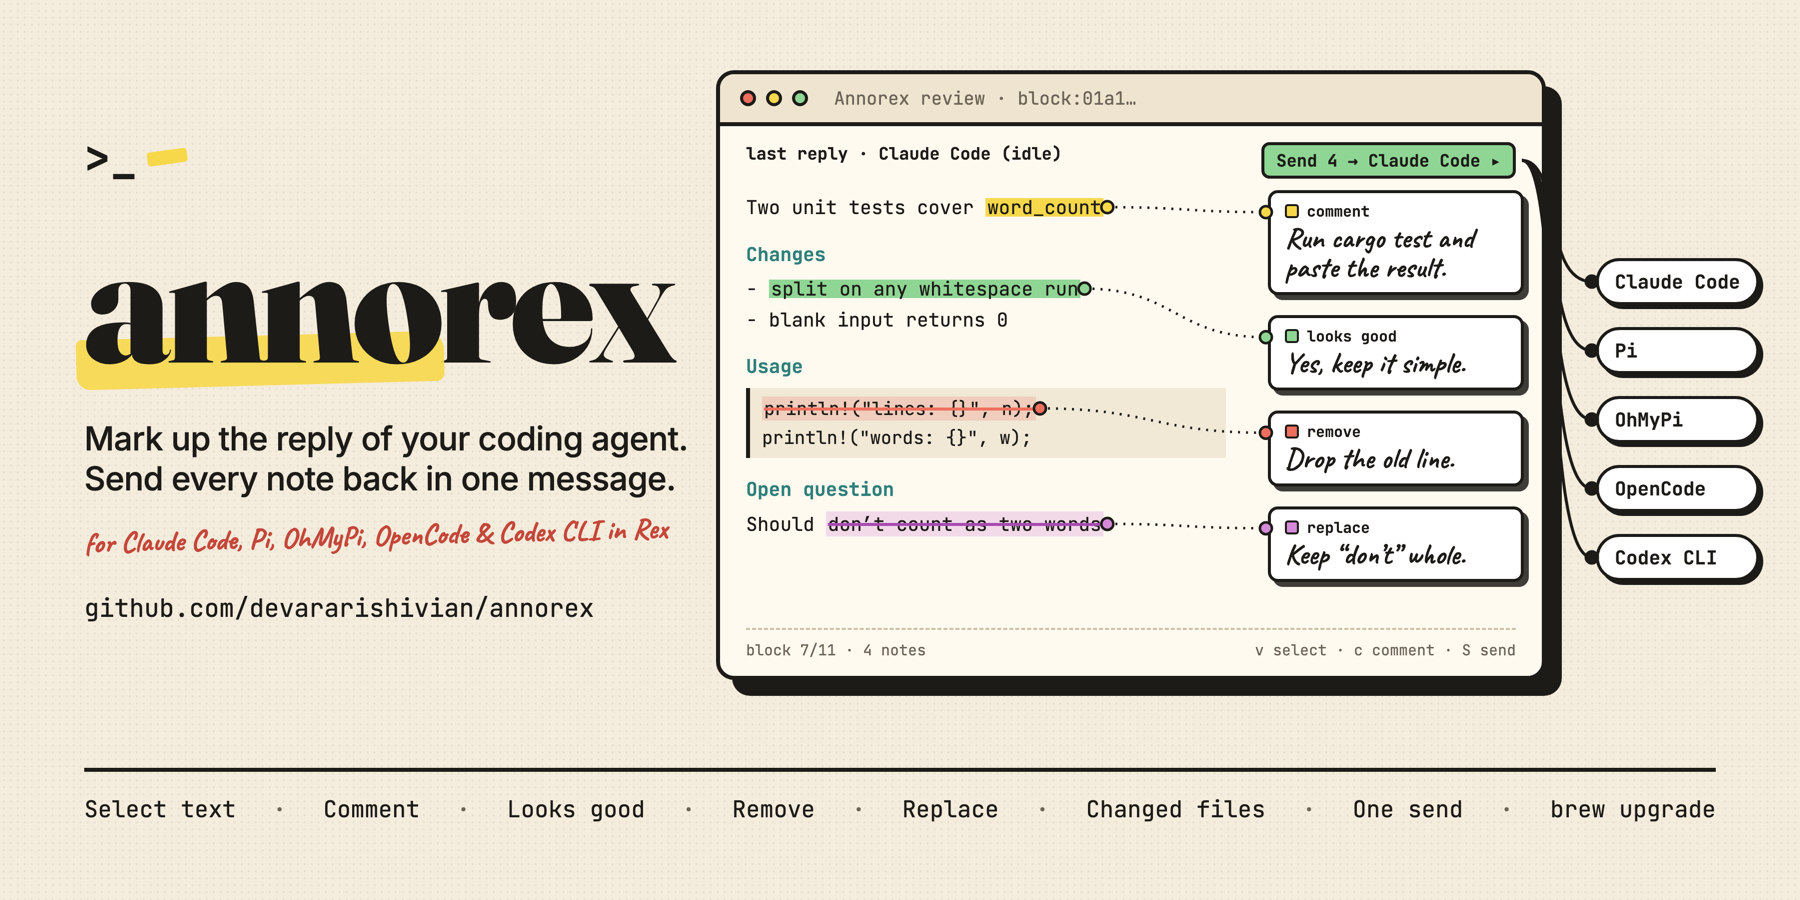 >_
annorex
Mark up the reply of your coding agent.
Send every note back in one message.
for Claude Code, Pi, OhMyPi, OpenCode & Codex CLI in Rex
github.com/devararishivian/annorex
Annorex review · block:01a1…
last reply · Claude Code (idle)
Send 4 → Claude Code ▸
Two unit tests cover word_count
Changes
- split on any whitespace run
- blank input returns 0
Usage
println!("lines: {}", n);
println!("words: {}", w);
Open question
Should don’t count as two words
comment
Run cargo test and
paste the result.
looks good
Yes, keep it simple.
remove
Drop the old line.
replace
Keep “don’t” whole.
block 7/11 · 4 notes
v select · c comment · S send
Claude Code
Pi
OhMyPi
OpenCode
Codex CLI
Select text · Comment · Looks good · Remove · Replace · Changed files · One send · brew upgrade